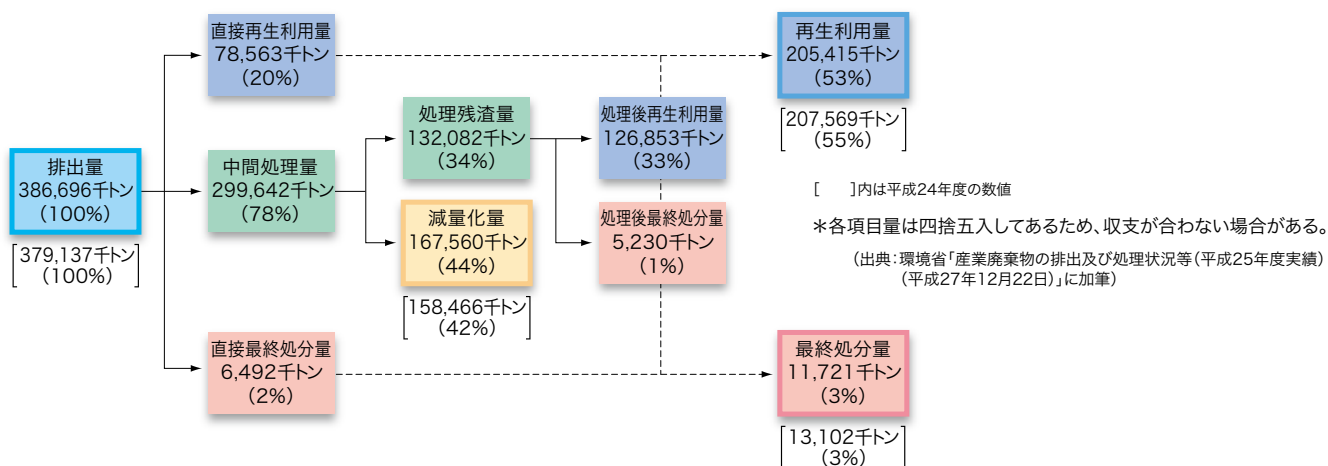 排出量
386,696千トン
(100%)
[379,137千トン
(100%)]
直接再生利用量
78,563千トン
(20%)
中間処理量
299,642千トン
(78%)
直接最終処分量
6,492千トン
(2%)
処理残渣量
132,082千トン
(34%)
減量化量
167,560千トン
(44%)
[158,466千トン
(42%)]
処理後再生利用量
126,853千トン
(33%)
処理後最終処分量
5,230千トン
(1%)
再生利用量
205,415千トン
(53%)
[207,569千トン
(55%)]
[　]内は平成24年度の数値
＊各項目量は四捨五入してあるため、収支が合わない場合がある。
(出典：環境省「産業廃棄物の排出及び処理状況等(平成25年度実績)
(平成27年12月22日)」に加筆)
最終処分量
11,721千トン
(3%)
[13,102千トン
(3%)]